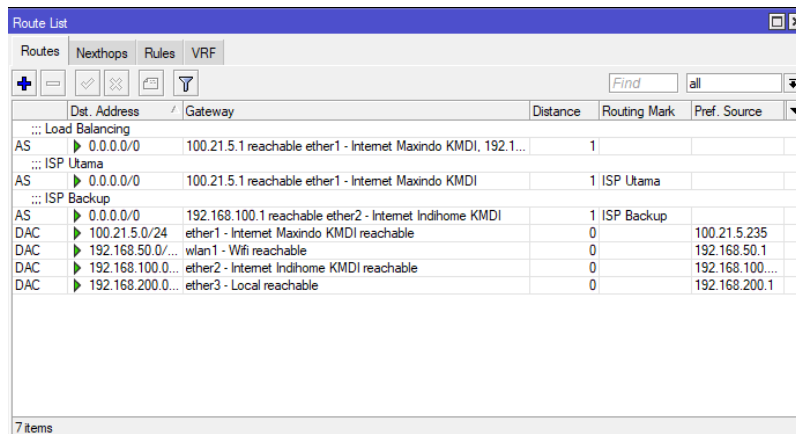 Route List
Routes Nexthops Rules VRF
Find all
Dst. Address Gateway Distance Routing Mark Pref. Source
;;; Load Balancing
AS 0.0.0.0/0 100.21.5.1 reachable ether1 - Internet Maxindo KMDI, 192.1... 1
;;; ISP Utama
AS 0.0.0.0/0 100.21.5.1 reachable ether1 - Internet Maxindo KMDI 1 ISP Utama
;;; ISP Backup
AS 0.0.0.0/0 192.168.100.1 reachable ether2 - Internet Indihome KMDI 1 ISP Backup
DAC 100.21.5.0/24 ether1 - Internet Maxindo KMDI reachable 0 100.21.5.235
DAC 192.168.50.0/... wlan1 - Wifi reachable 0 192.168.50.1
DAC 192.168.100.0... ether2 - Internet Indihome KMDI reachable 0 192.168.100....
DAC 192.168.200.0... ether3 - Local reachable 0 192.168.200.1
7 items